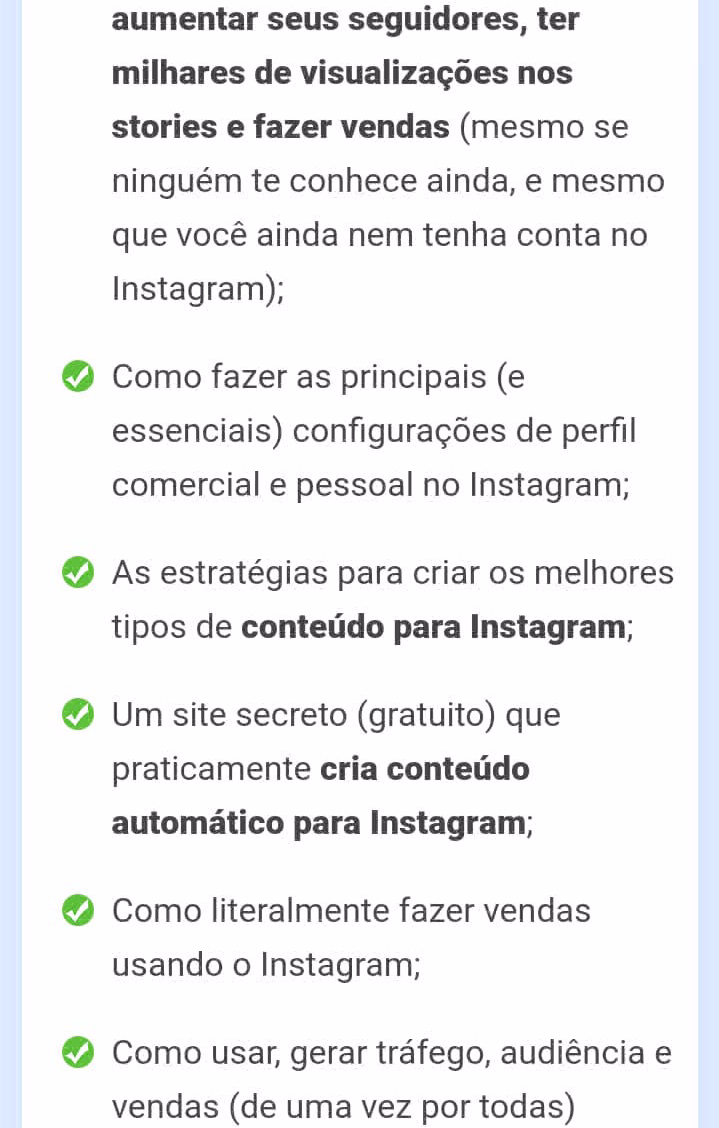 aumentar seus seguidores, ter
milhares de visualizações nos
stories e fazer vendas (mesmo se
ninguém te conhece ainda, e mesmo
que você ainda nem tenha conta no
Instagram);
Como fazer as principais (e
essenciais) configurações de perfil
comercial e pessoal no Instagram;
As estratégias para criar os melhores
tipos de conteúdo para Instagram;
Um site secreto (gratuito) que
praticamente cria conteúdo
automático para Instagram;
Como literalmente fazer vendas
usando o Instagram;
Como usar, gerar tráfego, audiência e
vendas (de uma vez por todas)